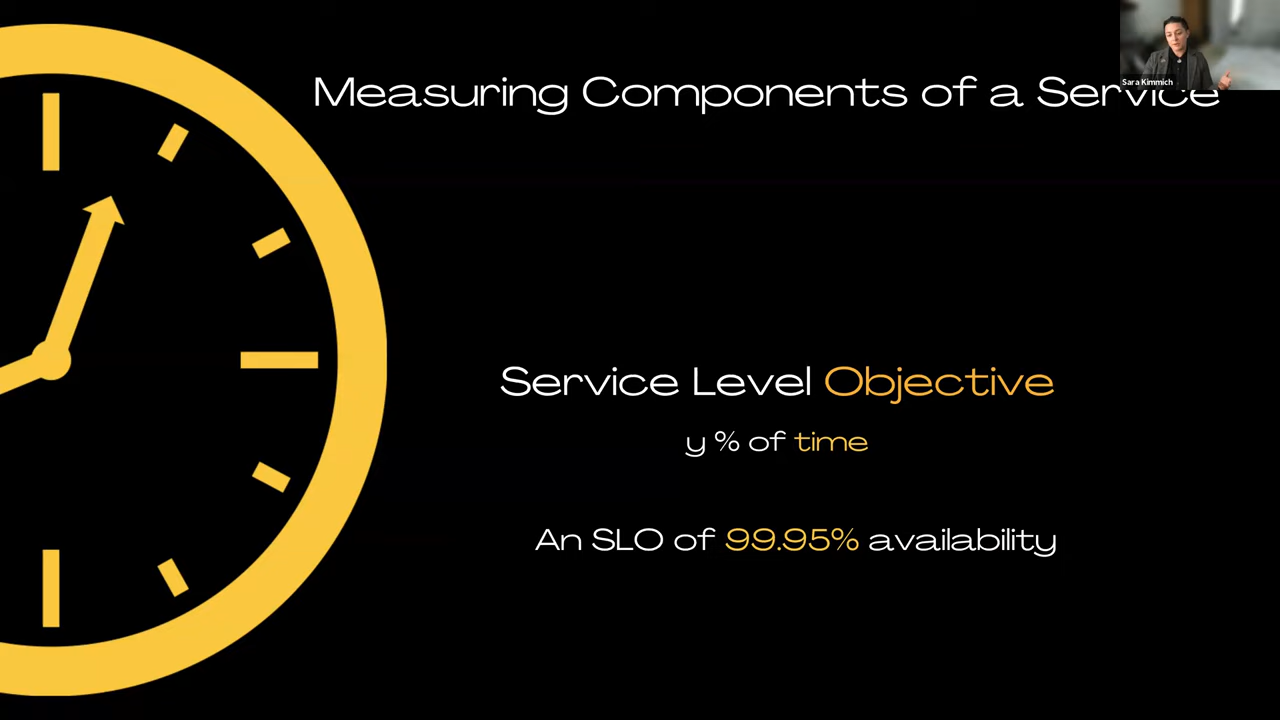 Measuring Components of a Service
Sara Kimmich
Service Level Objective
y % of time
An SLO of 99.95% availability